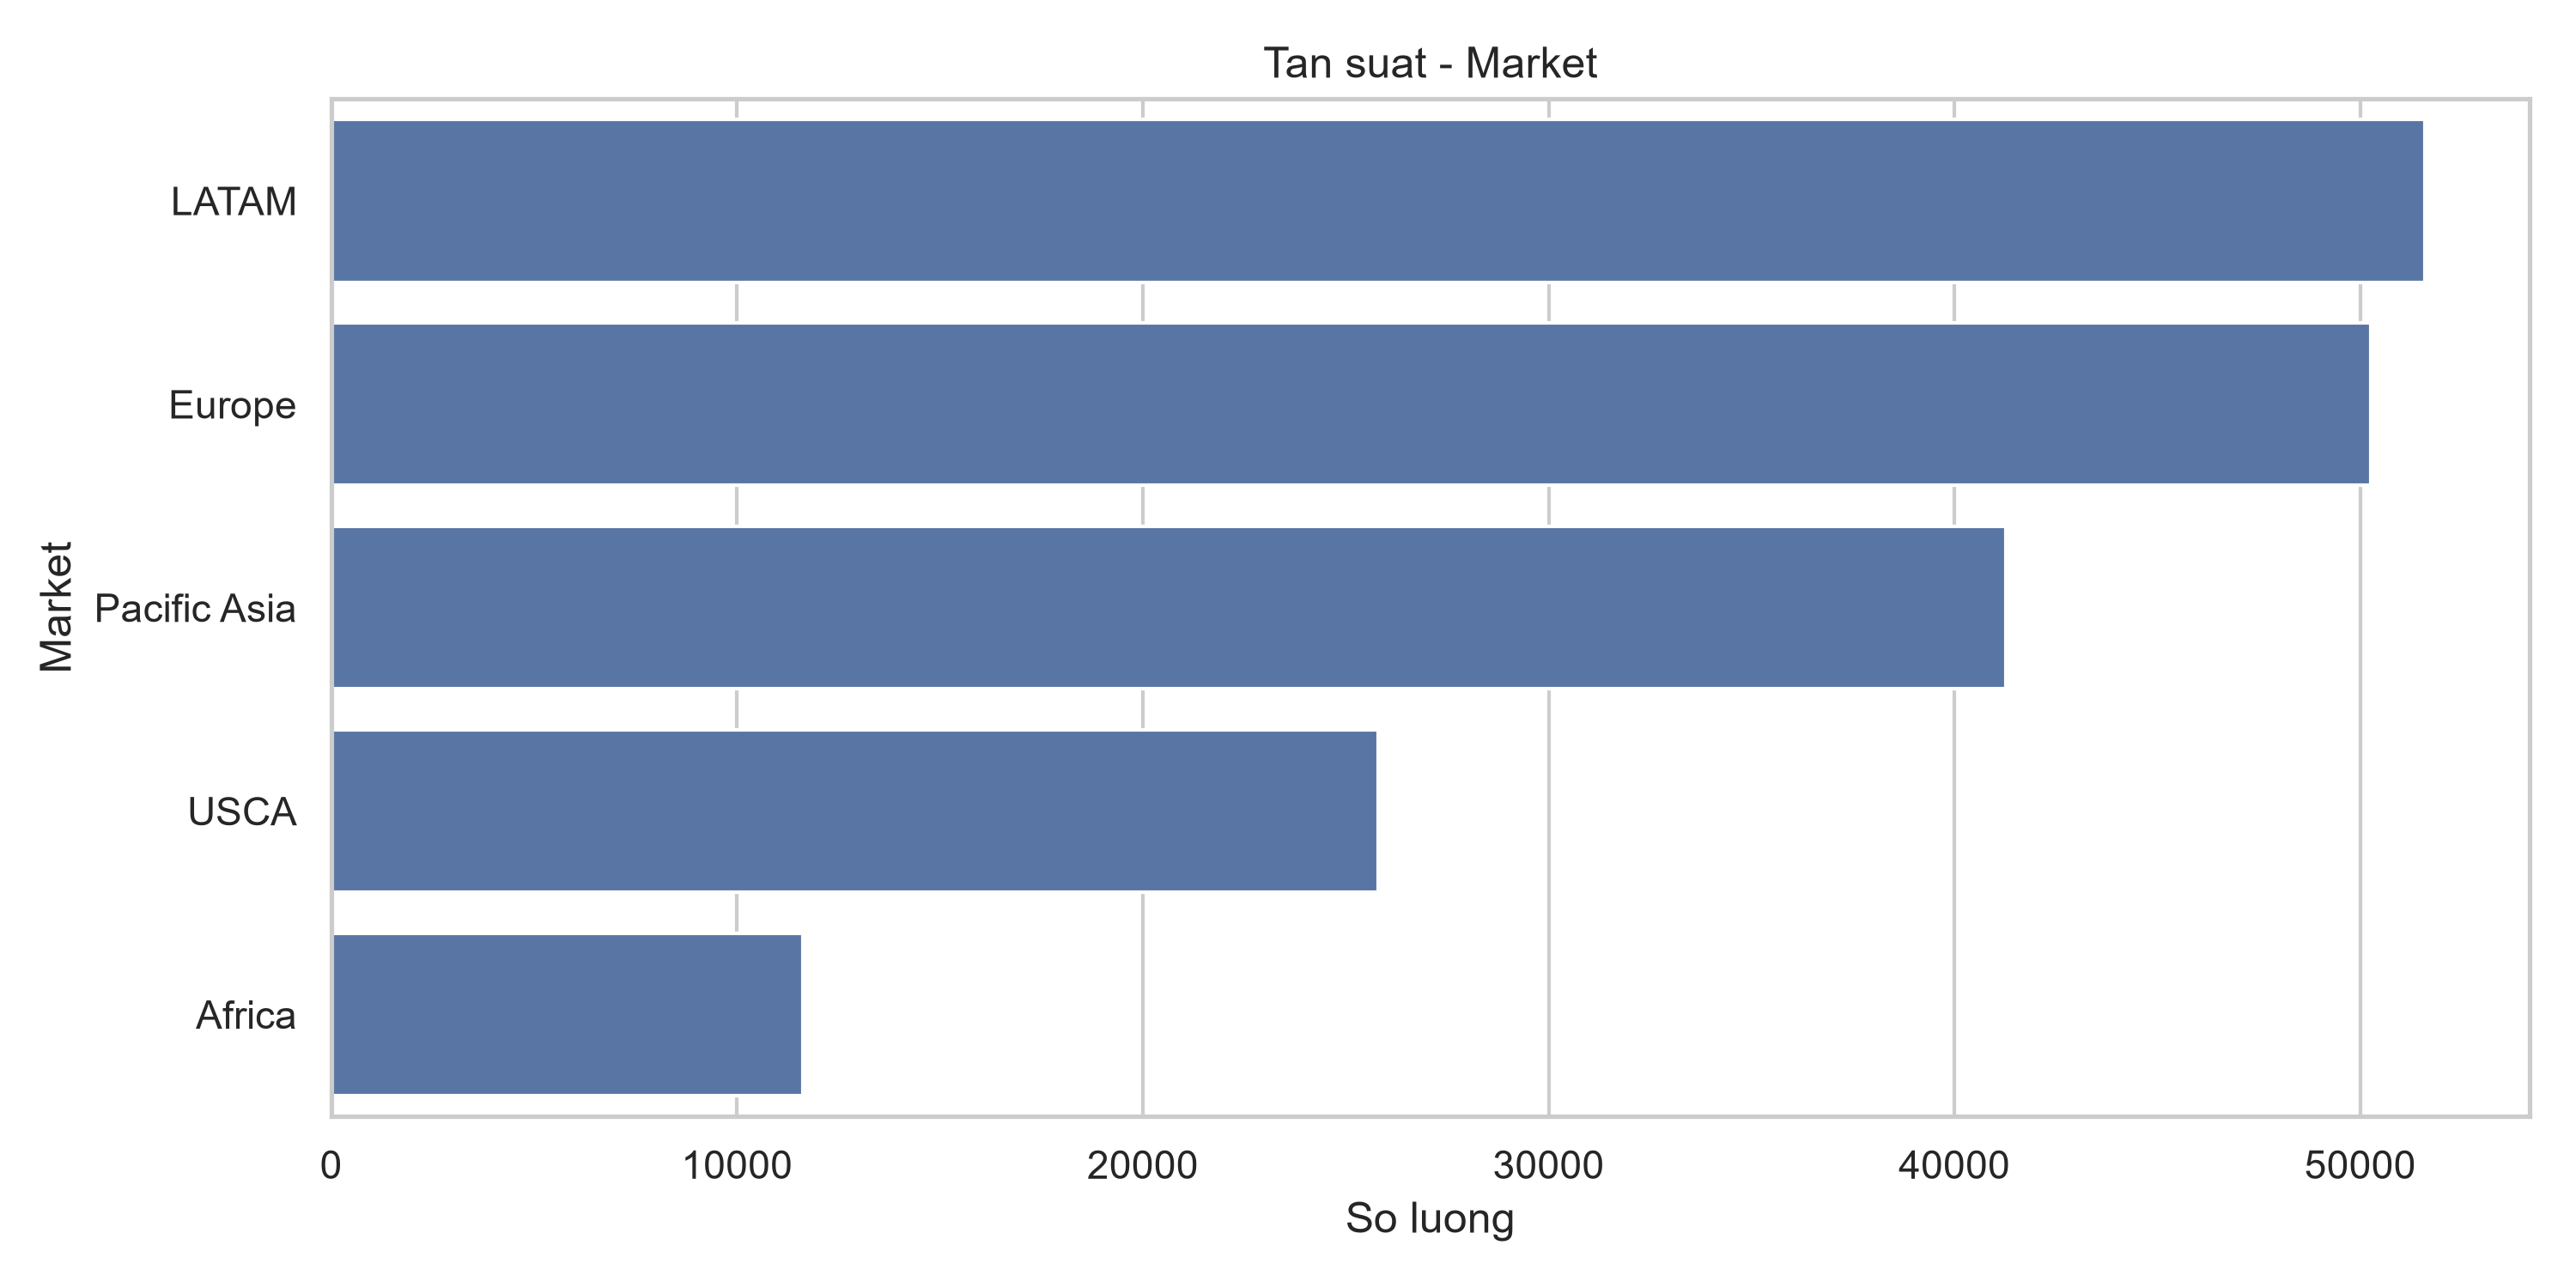 Tan suat - Market
Market
LATAM
Europe
Pacific Asia
USCA
Africa
0 10000 20000 30000 40000 50000
So luong